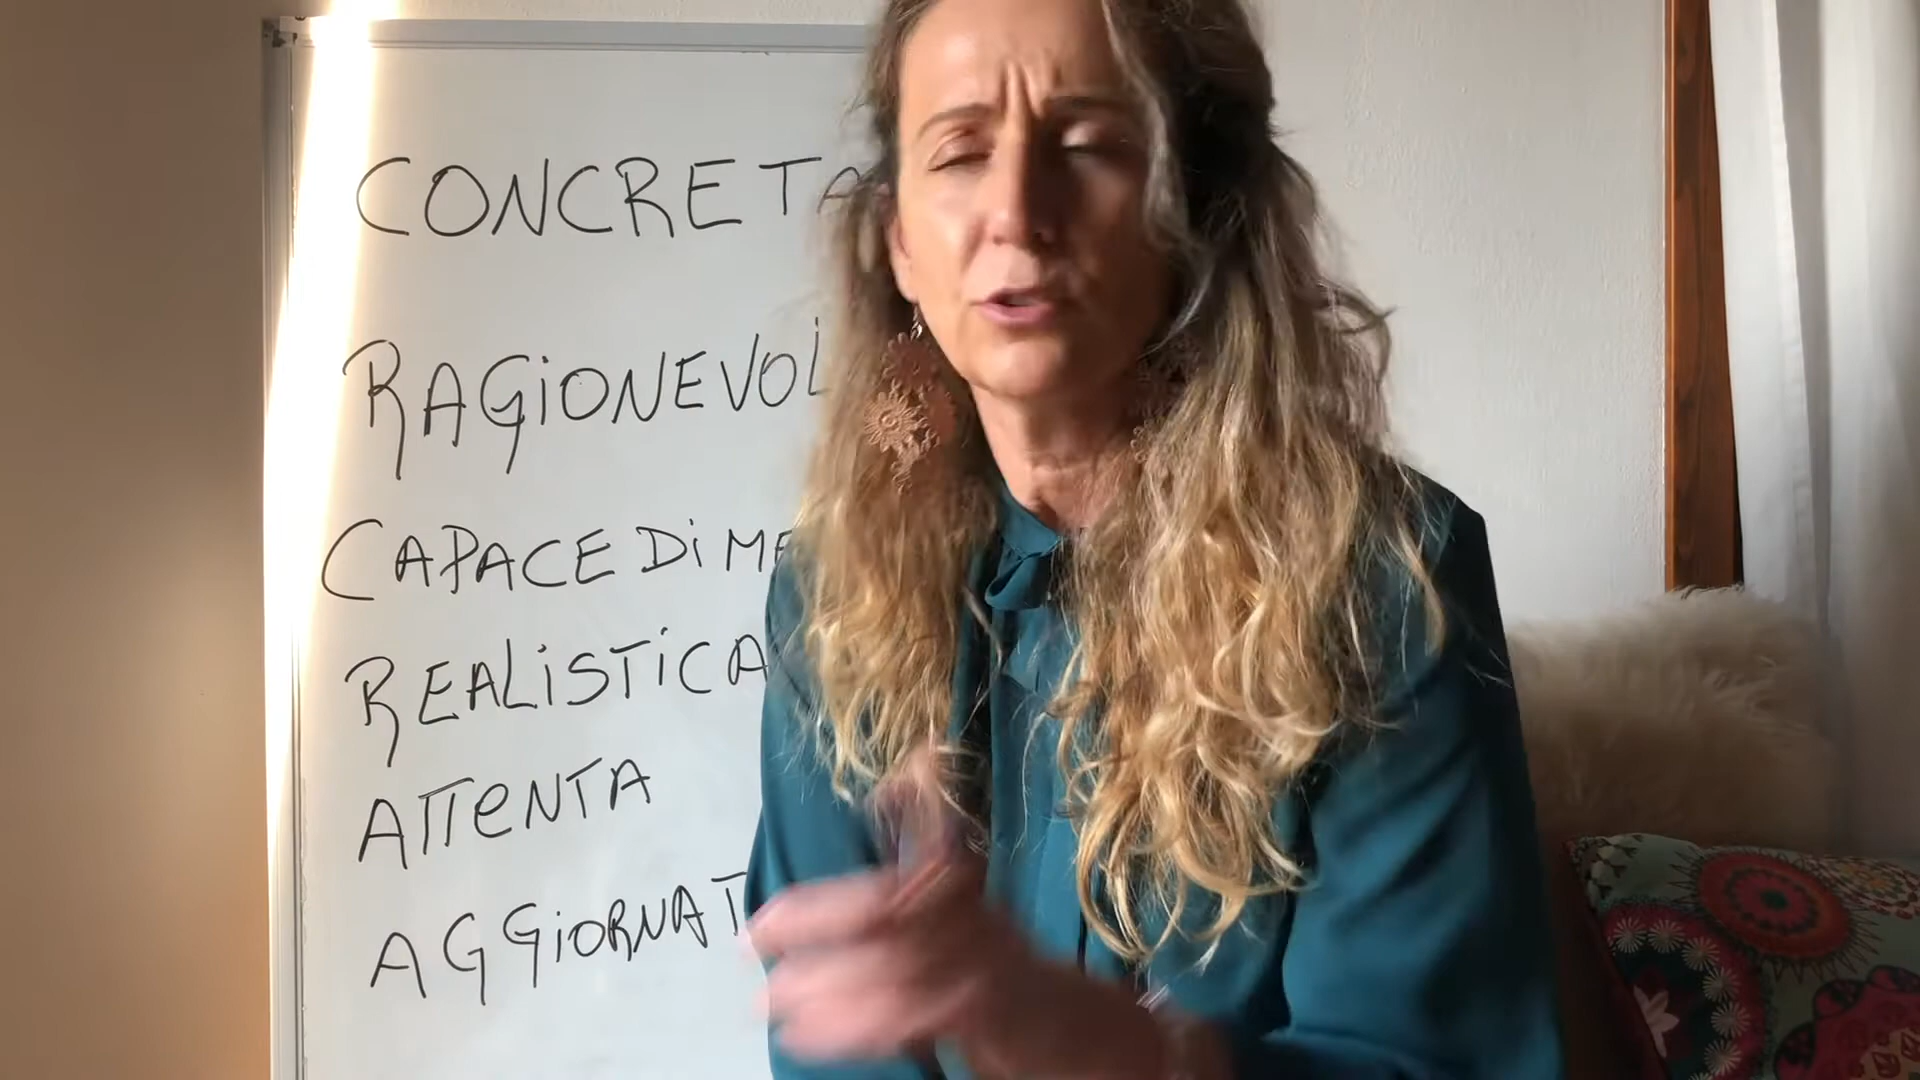 CONCRETA
RAGiONEVOL
CAPACE Di ME
REALiSTiCA
ATTeNTA
AGGiORNAT